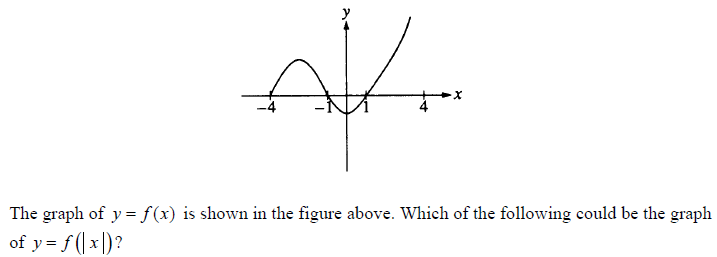 y
x
-4 -1 1 4
The graph of y = f(x) is shown in the figure above. Which of the following could be the graph
of y = f(|x|)?